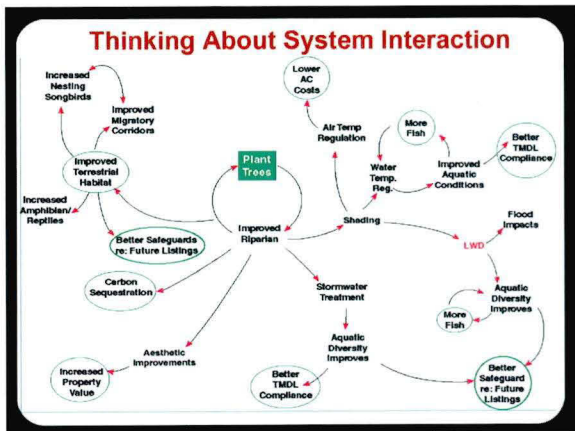 Thinking About System Interaction
Increased
Nesting
Songbirds
Improved
Migratory
Corridors
Improved
Terrestrial
Habitat
Increased
Amphibian/
Reptiles
Better Safeguards
re: Future Listings
Carbon
Sequestration
Aesthetic
Improvements
Increased
Property
Value
Plant
Trees
Improved
Riparian
Lower
AC
Costs
Air Temp
Regulation
More
Fish
Water
Temp.
Reg.
Improved
Aquatic
Conditions
Better
TMDL
Compliance
Shading
Flood
Impacts
LWD
Aquatic
Diversity
Improves
More
Fish
Stormwater
Treatment
Aquatic
Diversity
Improves
Better
TMDL
Compliance
Better
Safeguard
re: Future
Listings